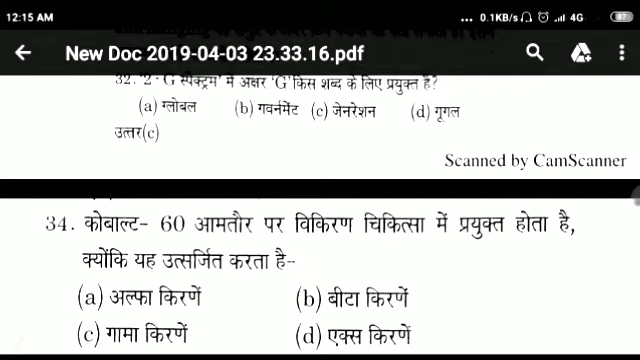 12:15 AM
... 0.1KB/s 4G 87
New Doc 2019-04-03 23.33.16.pdf
32. '2 - G स्पेक्ट्रम' में अक्षर 'G' किस शब्द के लिए प्रयुक्त है?
(a) ग्लोबल (b) गवर्नमेंट (c) जेनरेशन (d) गूगल
उत्तर(c)
Scanned by CamScanner
34. कोबाल्ट- 60 आमतौर पर विकिरण चिकित्सा में प्रयुक्त होता है,
क्योंकि यह उत्सर्जित करता है-
(a) अल्फा किरणें (b) बीटा किरणें
(c) गामा किरणें (d) एक्स किरणें